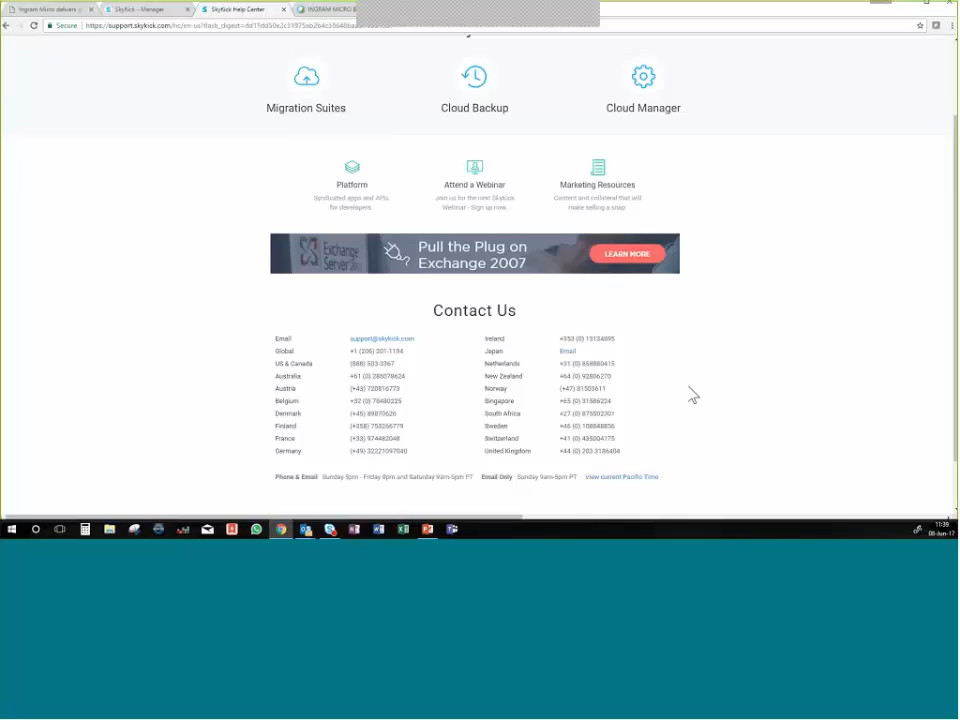 Ingram Micro delivers
SkyKick - Manager
SkyKick Help Center
INGRAM MICRO
Secure
Migration Suites
Cloud Backup
Cloud Manager
Platform
Syndicated apps and APIs
for developers
Attend a Webinar
Join us for the next SkyKick
Webinar - Sign up now.
Marketing Resources
Content and collateral that will
make selling a snap
Exchange
Server 200
Pull the Plug on
Exchange 2007
LEARN MORE
Contact Us
Email support@skykick.com
Global +1 (206) 201-1194
US & Canada (888) 503-3367
Australia +61 (0) 286078624
Austria (+43) 720816773
Belgium +32 (0) 78480225
Denmark (+45) 89870626
Finland (+358) 753266779
France (+33) 974482048
Germany (+49) 32221097040
Ireland +353 (0) 15134895
Japan Email
Netherlands +31 (0) 858880415
New Zealand +64 (0) 92806270
Norway (+47) 81503611
Singapore +65 (0) 31586224
South Africa +27 (0) 875502301
Sweden +46 (0) 108848856
Switzerland +41 (0) 435004175
United Kingdom +44 (0) 203 3186404
Phone & Email Sunday 8pm - Friday 8pm and Saturday 9am-5pm PT Email Only Sunday 9am-5pm PT View current Pacific Time
11:39
08-Jun-17